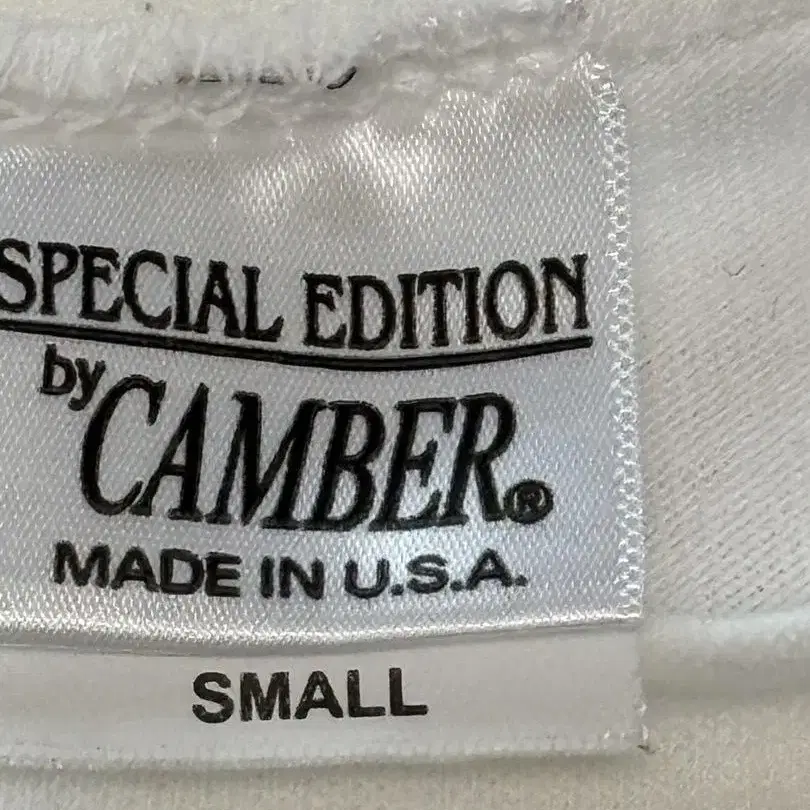 SPECIAL EDITION
by CAMBER®
MADE IN U.S.A.
SMALL